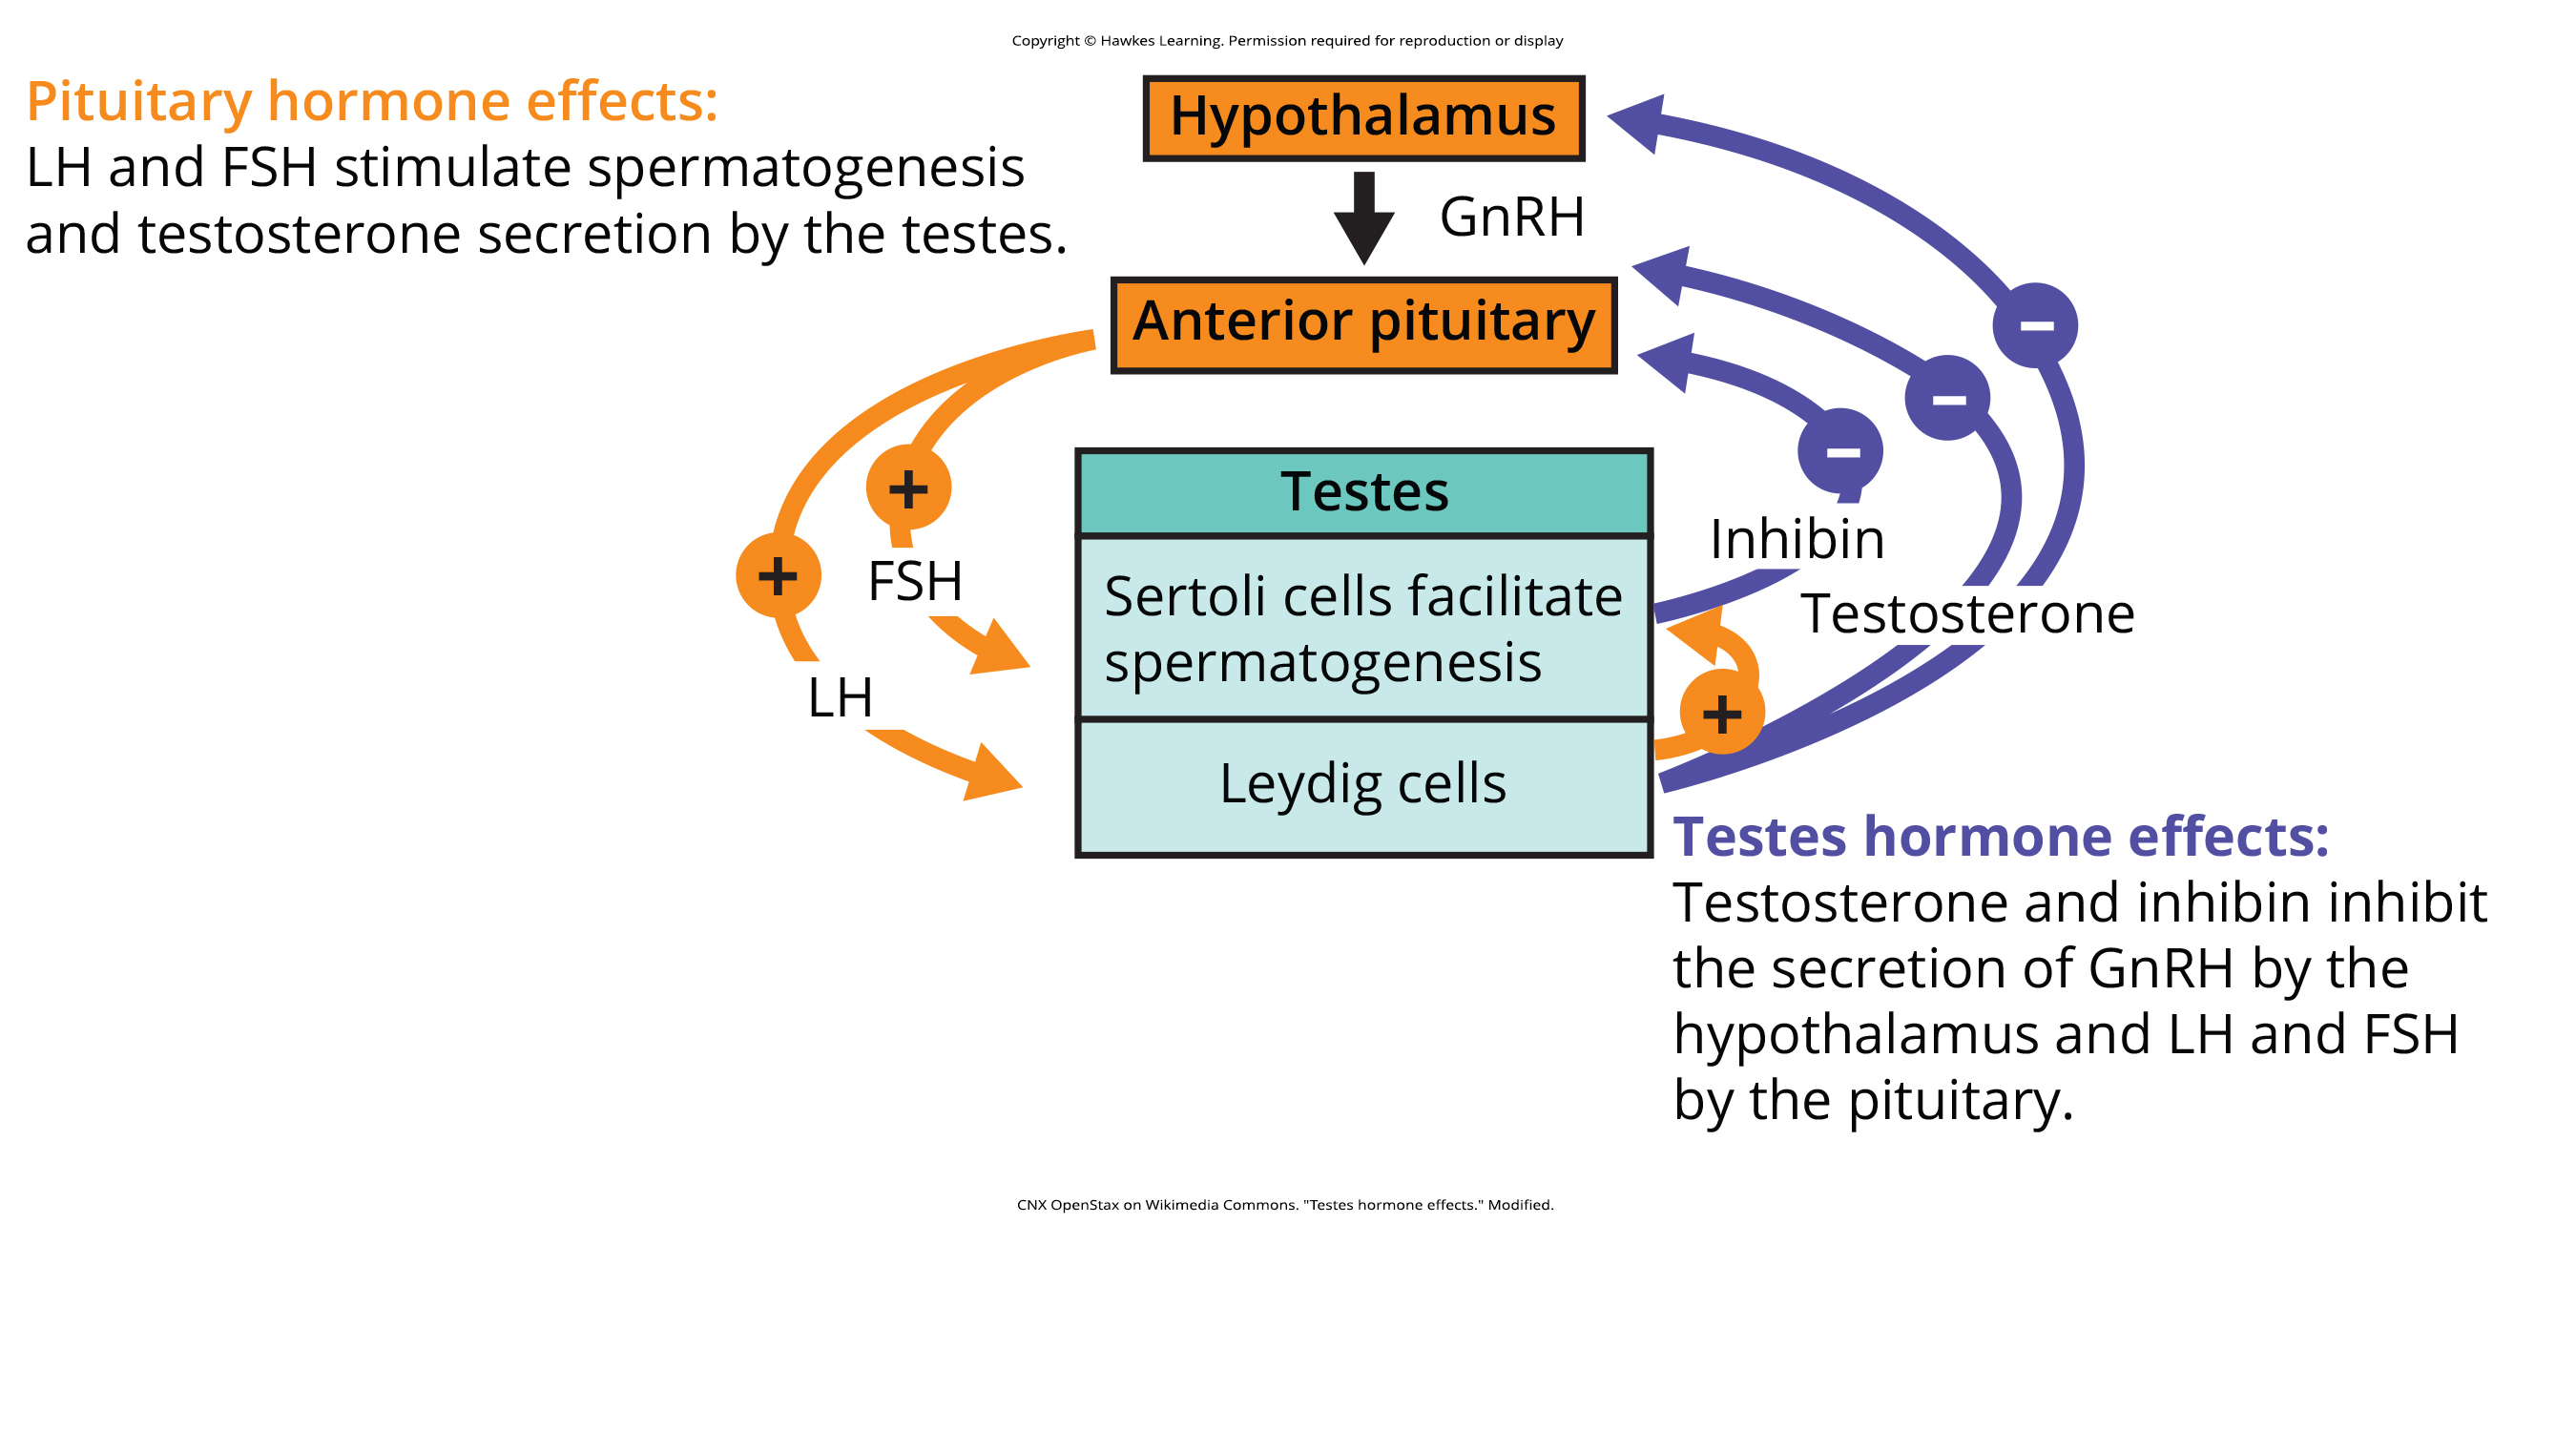 Copyright © Hawkes Learning. Permission required for reproduction or display
Pituitary hormone effects:
LH and FSH stimulate spermatogenesis
and testosterone secretion by the testes.
Hypothalamus
GnRH
Anterior pituitary
+
+
FSH
LH
Testes
Sertoli cells facilitate
spermatogenesis
Leydig cells
−
−
−
Inhibin
Testosterone
+
Testes hormone effects:
Testosterone and inhibin inhibit
the secretion of GnRH by the
hypothalamus and LH and FSH
by the pituitary.
CNX OpenStax on Wikimedia Commons. "Testes hormone effects." Modified.